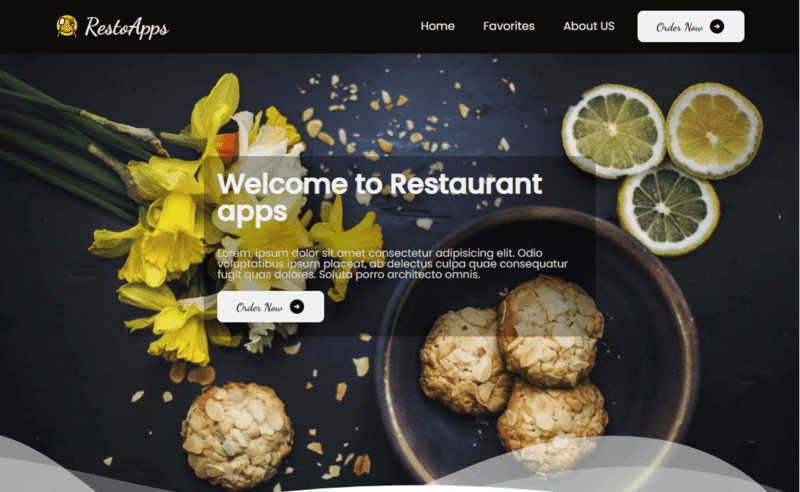 RestoApps
Home
Favorites
About US
Order Now
Welcome to Restaurant
apps
Lorem, ipsum dolor sit amet consectetur adipisicing elit. Odio
voluptatibus ipsum placeat, ab delectus culpa quae consequatur
fugit quas dolores. Soluta porro architecto omnis.
Order Now